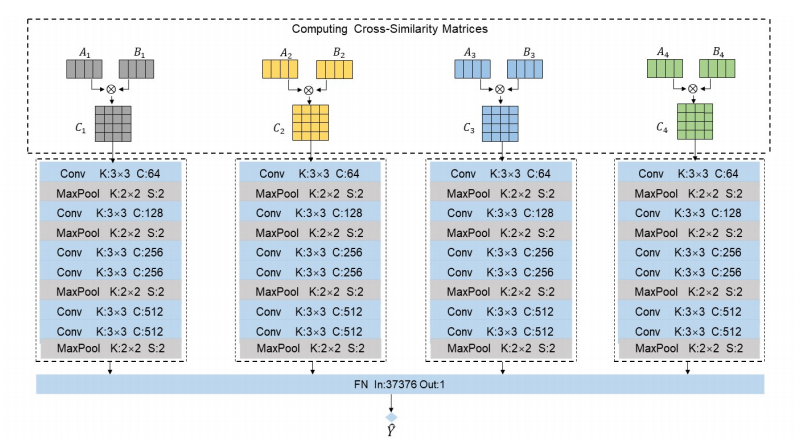 Computing Cross-Similarity Matrices
A₁ B₁ A₂ B₂ A₃ B₃ A₄ B₄
C₁ C₂ C₃ C₄
Conv K:3×3 C:64 Conv K:3×3 C:64 Conv K:3×3 C:64 Conv K:3×3 C:64
MaxPool K:2×2 S:2 MaxPool K:2×2 S:2 MaxPool K:2×2 S:2 MaxPool K:2×2 S:2
Conv K:3×3 C:128 Conv K:3×3 C:128 Conv K:3×3 C:128 Conv K:3×3 C:128
MaxPool K:2×2 S:2 MaxPool K:2×2 S:2 MaxPool K:2×2 S:2 MaxPool K:2×2 S:2
Conv K:3×3 C:256 Conv K:3×3 C:256 Conv K:3×3 C:256 Conv K:3×3 C:256
Conv K:3×3 C:256 Conv K:3×3 C:256 Conv K:3×3 C:256 Conv K:3×3 C:256
MaxPool K:2×2 S:2 MaxPool K:2×2 S:2 MaxPool K:2×2 S:2 MaxPool K:2×2 S:2
Conv K:3×3 C:512 Conv K:3×3 C:512 Conv K:3×3 C:512 Conv K:3×3 C:512
Conv K:3×3 C:512 Conv K:3×3 C:512 Conv K:3×3 C:512 Conv K:3×3 C:512
MaxPool K:2×2 S:2 MaxPool K:2×2 S:2 MaxPool K:2×2 S:2 MaxPool K:2×2 S:2
FN In:37376 Out:1
Ŷ